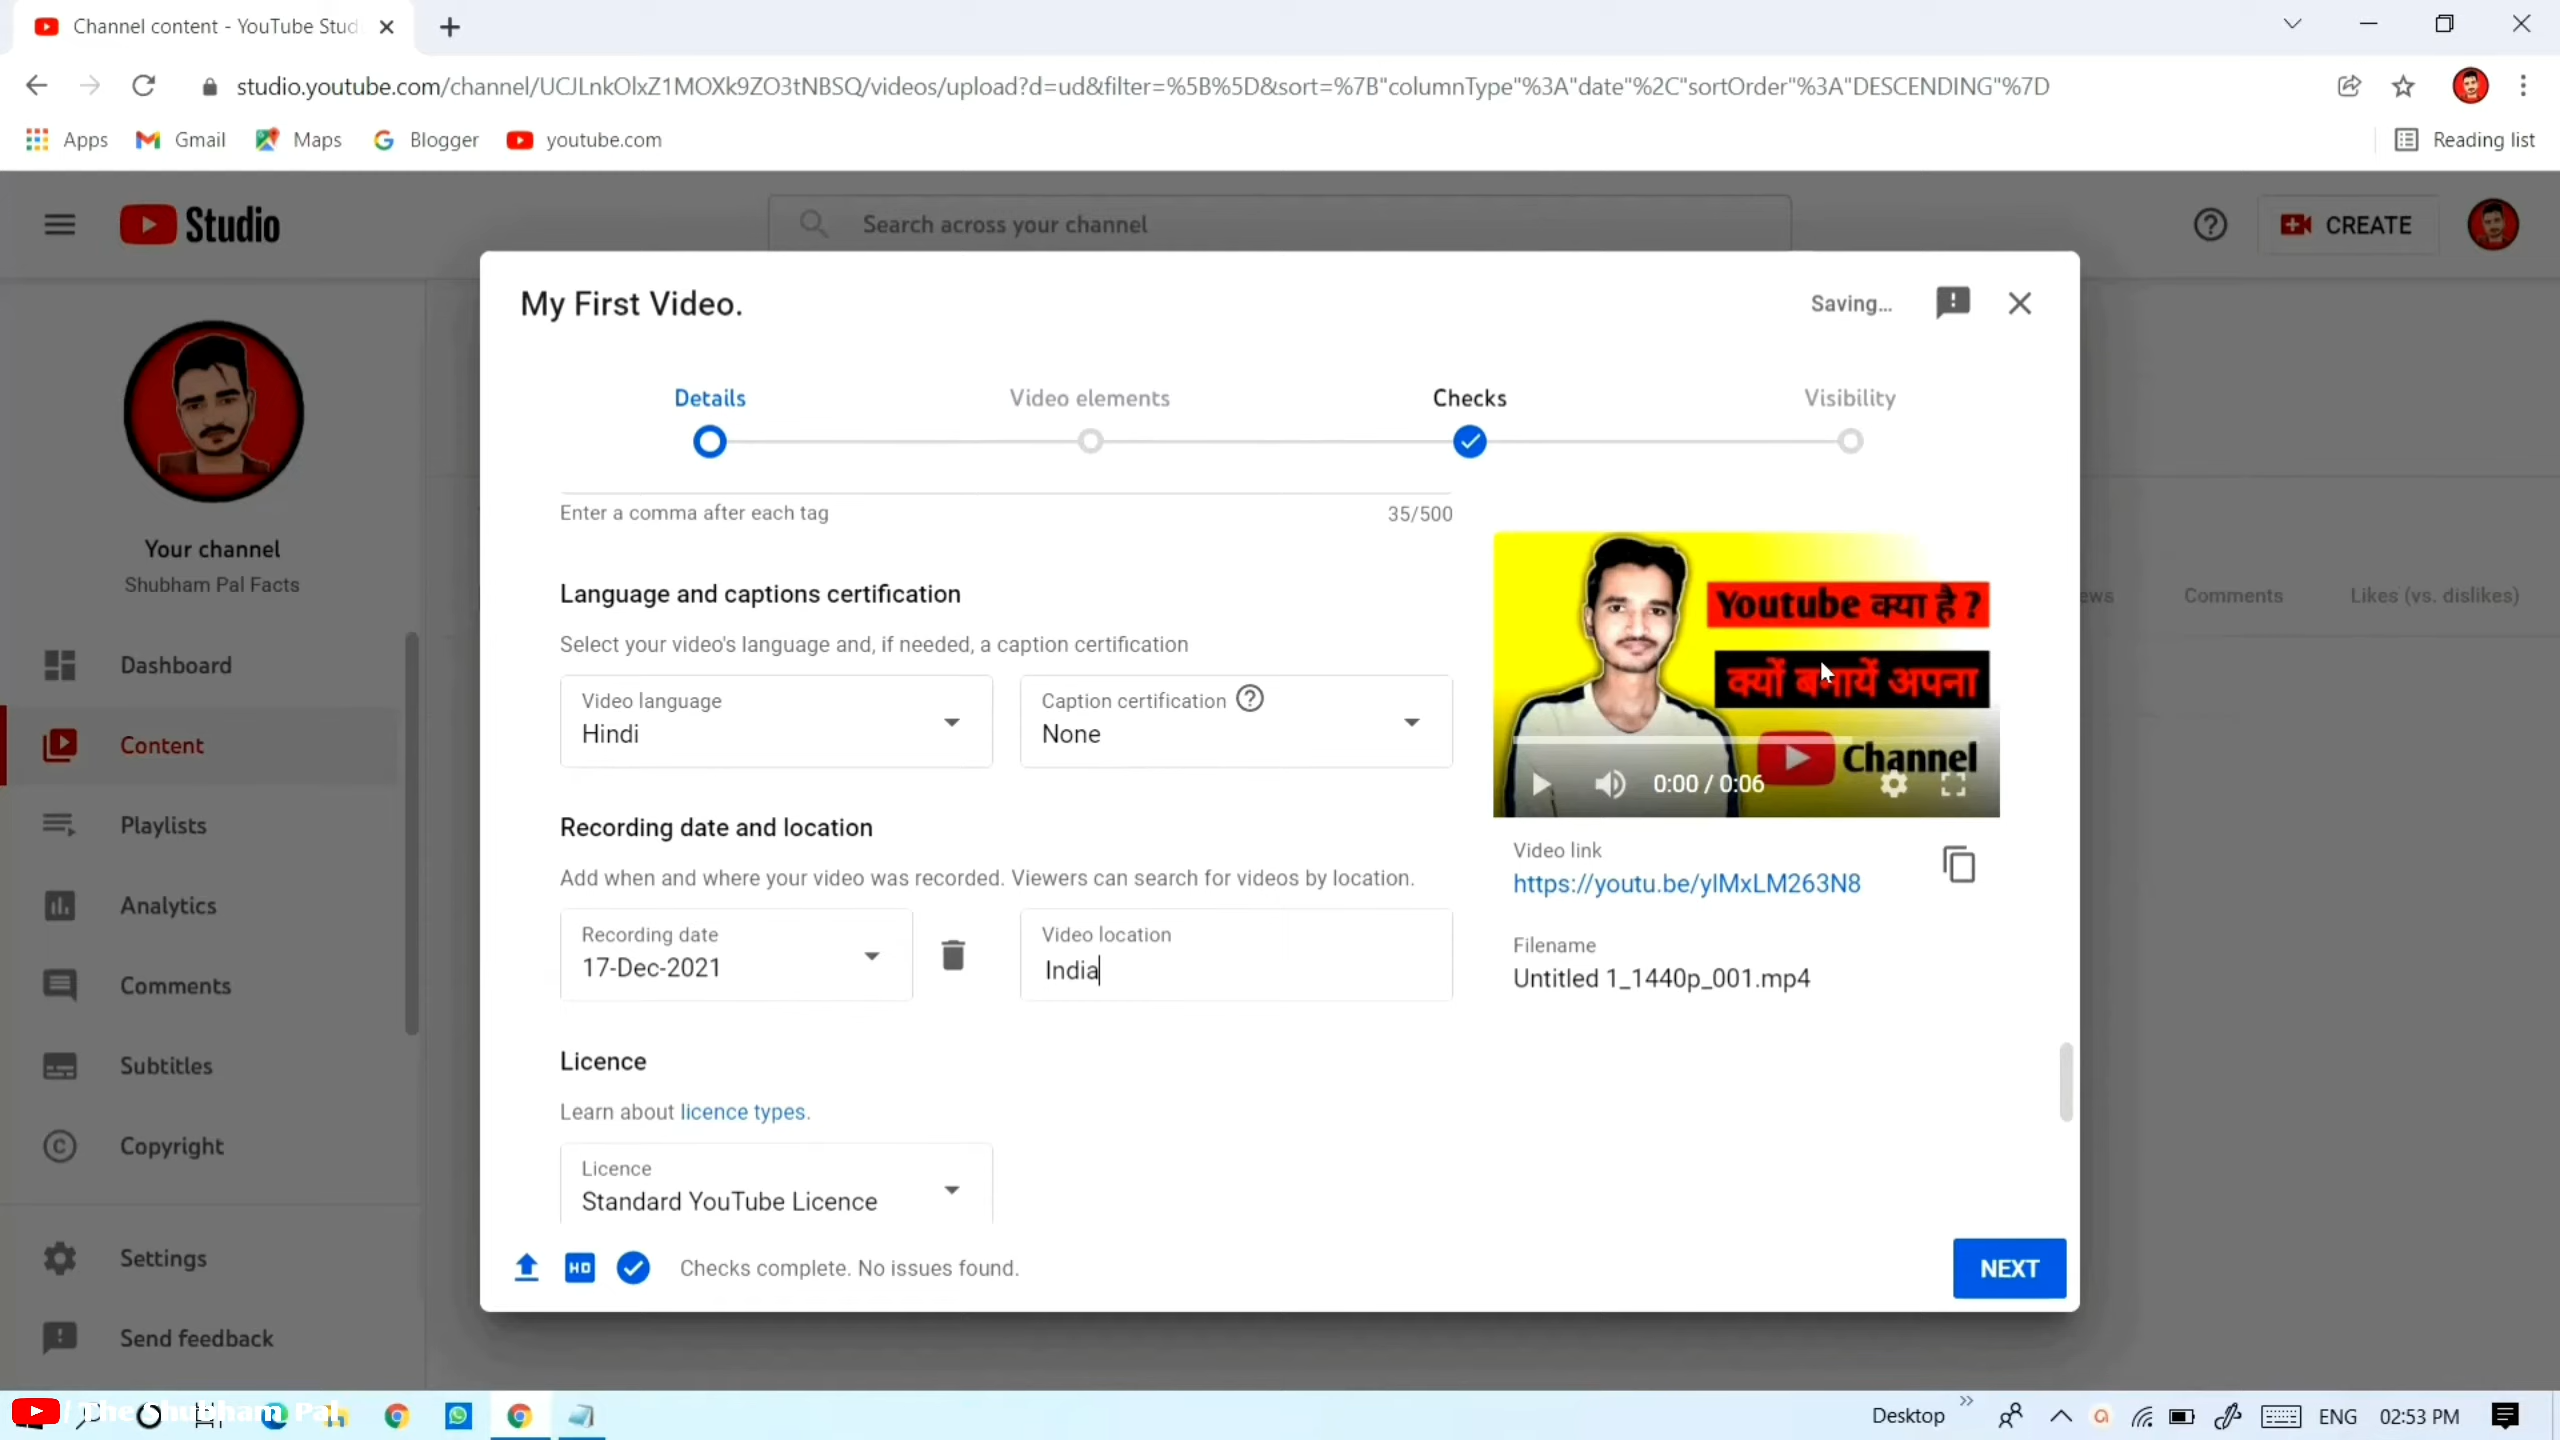 Channel content - YouTube Stud
studio.youtube.com/channel/UCJLnkOlxZ1MOXk9ZO3tNBSQ/videos/upload?d=ud&filter=%5B%5D&sort=%7B"columnType"%3A"date"%2C"sortOrder"%3A"DESCENDING"%7D
Apps
Gmail
Maps
Blogger
youtube.com
Reading list
Studio
Search across your channel
CREATE
Your channel
Shubham Pal Facts
Dashboard
Content
Playlists
Analytics
Comments
Subtitles
Copyright
Settings
Send feedback
My First Video.
Saving...
Details
Video elements
Checks
Visibility
Enter a comma after each tag
35/500
Language and captions certification
Select your video's language and, if needed, a caption certification
Video language
Hindi
Caption certification
None
Recording date and location
Add when and where your video was recorded. Viewers can search for videos by location.
Recording date
17-Dec-2021
Video location
India
Licence
Learn about licence types.
Licence
Standard YouTube Licence
Youtube क्या है ?
क्यों बनायें अपना
Channel
0:00 / 0:06
Video link
https://youtu.be/yIMxLM263N8
Filename
Untitled 1_1440p_001.mp4
HD
Checks complete. No issues found.
NEXT
ews
Comments
Likes (vs. dislikes)
The Shubham Pal
Desktop
ENG
02:53 PM